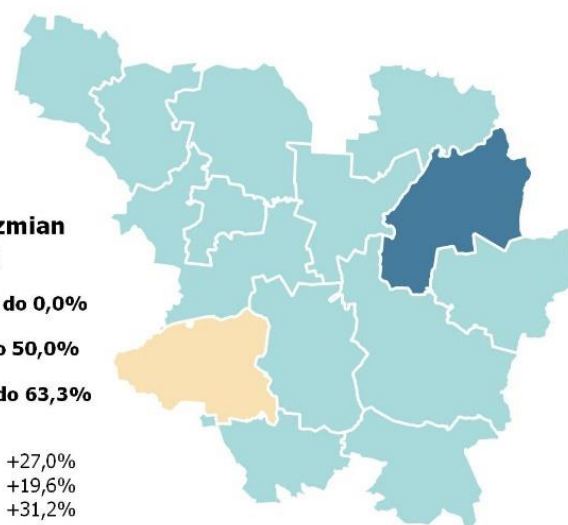 zmian
do 0,0%
50,0%
do 63,3%
+27,0%
+19,6%
+31,2%